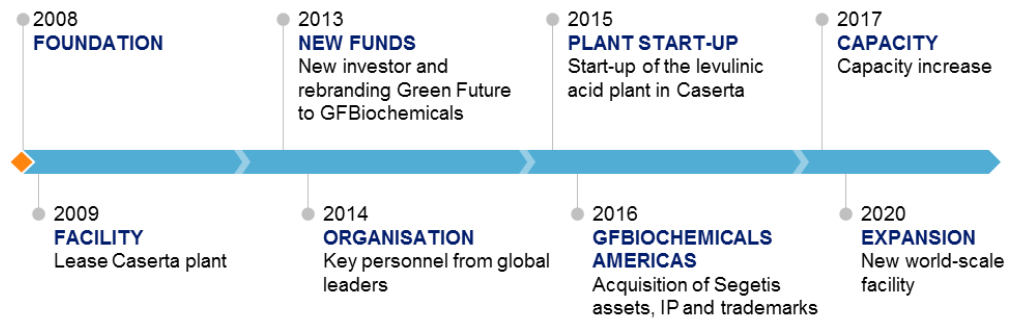 2008
FOUNDATION
2013
NEW FUNDS
New investor and
rebranding Green Future
to GFBiochemicals
2015
PLANT START-UP
Start-up of the levulinic
acid plant in Caserta
2017
CAPACITY
Capacity increase
2009
FACILITY
Lease Caserta plant
2014
ORGANISATION
Key personnel from global
leaders
2016
GFBIOCHEMICALS
AMERICAS
Acquisition of Segetis
assets, IP and trademarks
2020
EXPANSION
New world-scale
facility